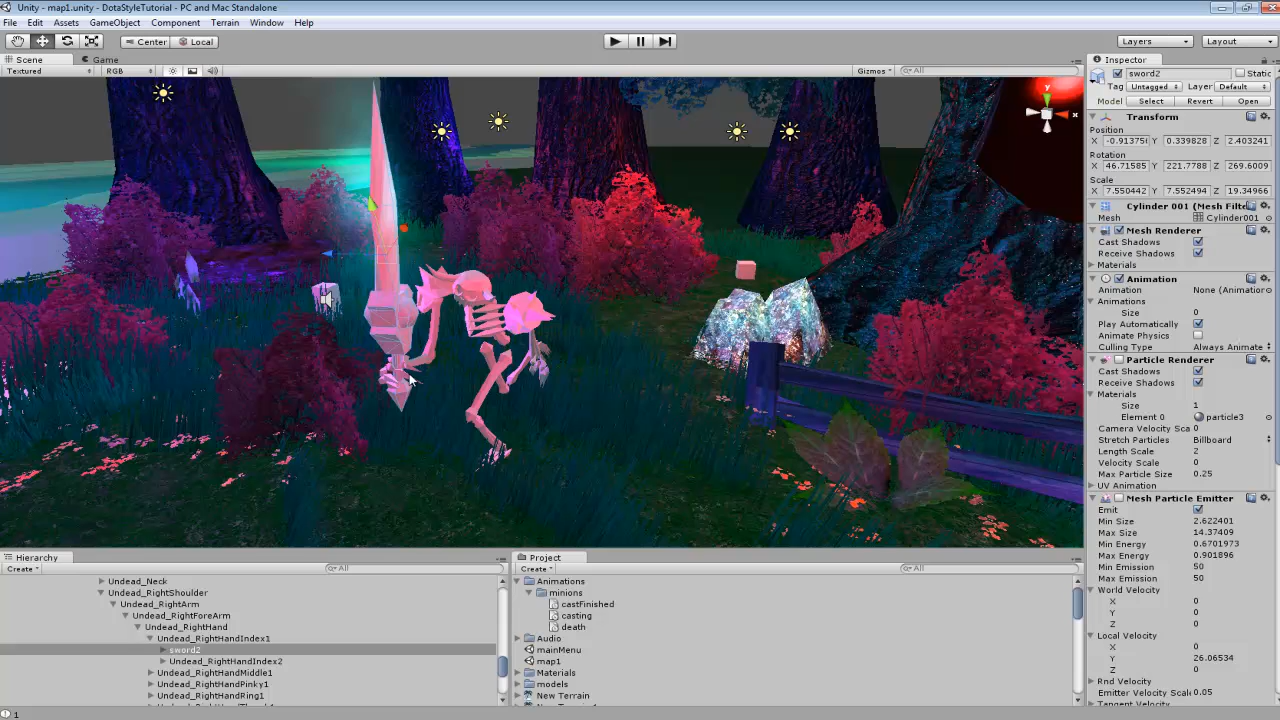 Unity - map1.unity - DotaStyleTutorial - PC and Mac Standalone
File Edit Assets GameObject Component Terrain Window Help
Center Local Layers Layout
Scene Game
Textured RGB Gizmos All
Inspector
sword2 Static
Tag Untagged Layer Default
Model Select Revert Open
Transform
Position
X -0.91375 Y 0.339828 Z 2.403241
Rotation
X 46.71585 Y 221.7788 Z 269.6009
Scale
X 7.550442 Y 7.552494 Z 19.34966
Cylinder 001 (Mesh Filte
Mesh Cylinder001
Mesh Renderer
Cast Shadows
Receive Shadows
Materials
Animation
Animation None (Animation
Animations
Size 0
Play Automatically
Animate Physics
Culling Type Always Animate
Particle Renderer
Cast Shadows
Receive Shadows
Materials
Size 1
Element 0 particle3
Camera Velocity Sca 0
Stretch Particles Billboard
Length Scale 2
Velocity Scale 0
Max Particle Size 0.25
UV Animation
Mesh Particle Emitter
Emit
Min Size 2.622401
Max Size 14.37409
Min Energy 0.6701973
Max Energy 0.901896
Min Emission 50
Max Emission 50
World Velocity
X 0
Y 0
Z 0
Local Velocity
X 0
Y 26.06534
Z 0
Rnd Velocity
Emitter Velocity Scale 0.05
Tangent Velocity
Hierarchy
Create All
Undead_Neck
Undead_RightShoulder
Undead_RightArm
Undead_RightForeArm
Undead_RightHand
Undead_RightHandIndex1
sword2
Undead_RightHandIndex2
Undead_RightHandMiddle1
Undead_RightHandPinky1
Undead_RightHandRing1
Project
Create All
Animations
minions
castFinished
casting
death
Audio
mainMenu
map1
Materials
models
New Terrain
1